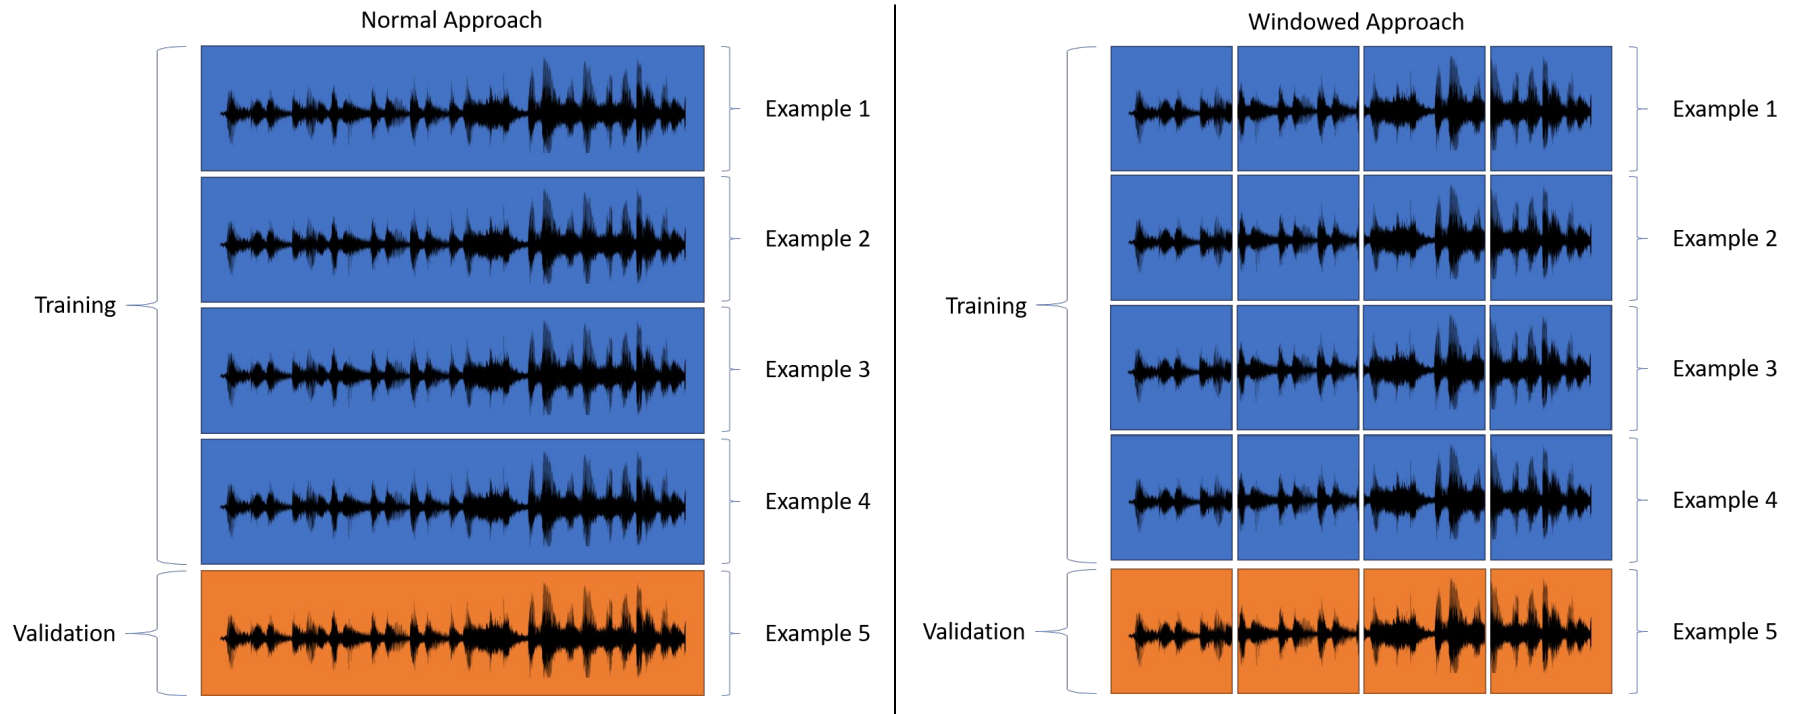 Normal Approach
Training
Example 1
Example 2
Example 3
Example 4
Validation
Example 5
Windowed Approach
Training
Example 1
Example 2
Example 3
Example 4
Validation
Example 5